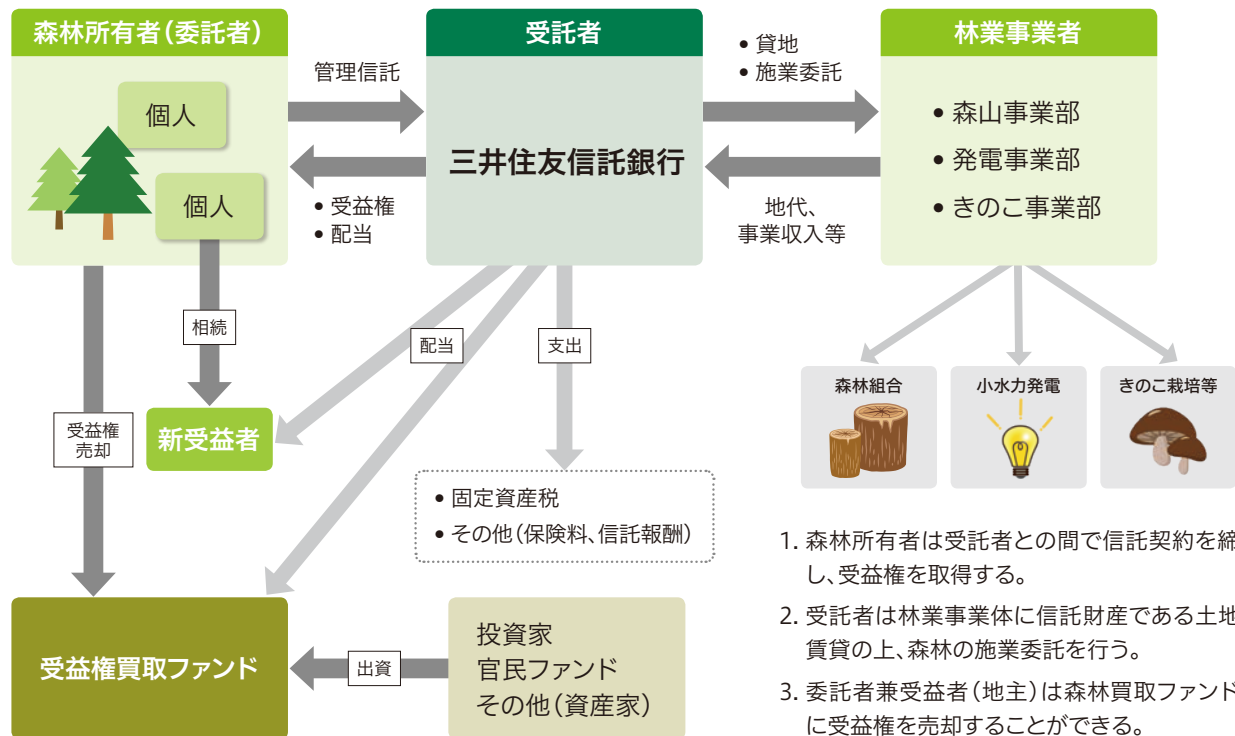 森林所有者(委託者)
個人
個人
管理信託
• 受益権
• 配当
受託者
三井住友信託銀行
• 貸地
• 施業委託
地代、
事業収入等
林業事業者
• 森山事業部
• 発電事業部
• きのこ事業部
相続
配当
支出
受益権
売却
新受益者
• 固定資産税
• その他(保険料、信託報酬)
森林組合
小水力発電
きのこ栽培等
受益権買取ファンド
出資
投資家
官民ファンド
その他(資産家)
1. 森林所有者は受託者との間で信託契約を締
し、受益権を取得する。
2. 受託者は林業事業体に信託財産である土地
賃貸の上、森林の施業委託を行う。
3. 委託者兼受益者(地主)は森林買取ファンド
に受益権を売却することができる。